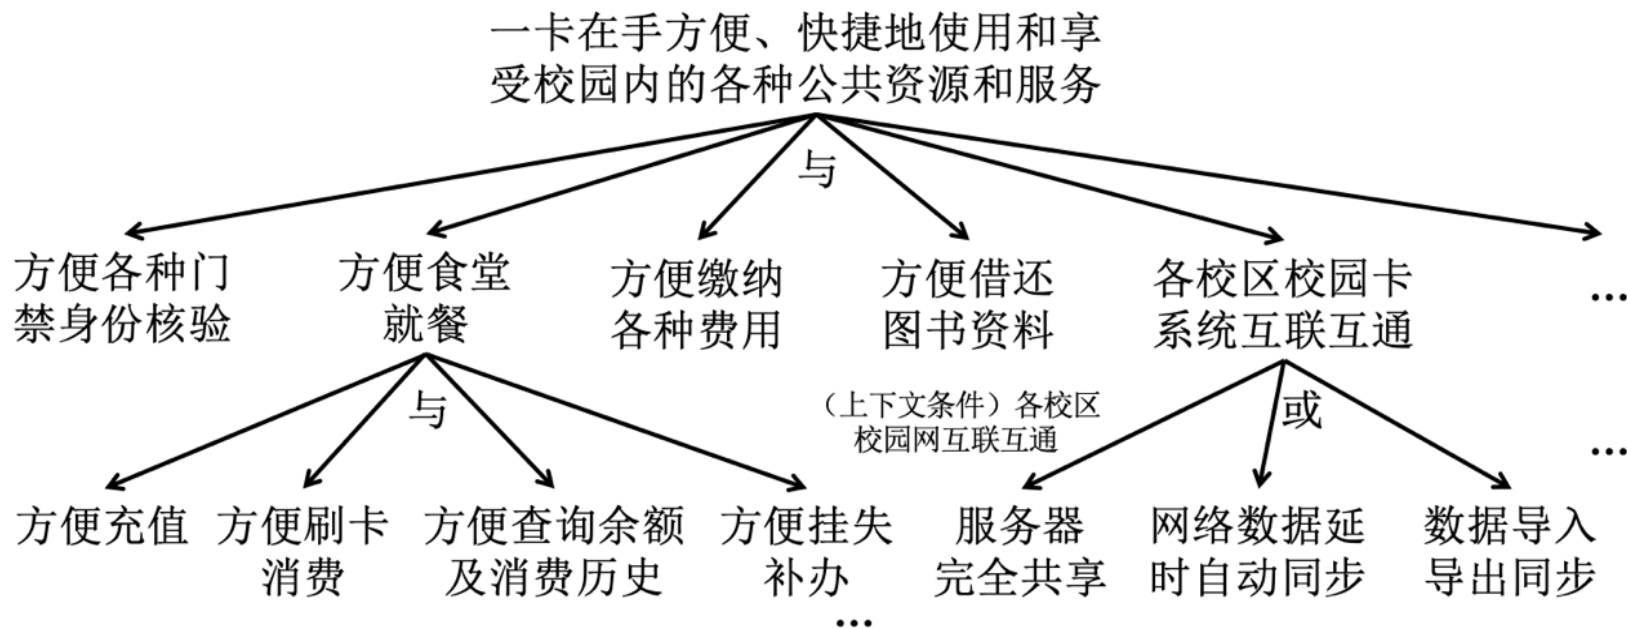 一卡在手方便、快捷地使用和享
受校园内的各种公共资源和服务
与
方便各种门
禁身份核验
方便食堂
就餐
方便缴纳
各种费用
方便借还
图书资料
各校区校园卡
系统互联互通
...
与
（上下文条件）各校区
校园网互联互通
或
...
方便充值
方便刷卡
消费
方便查询余额
及消费历史
方便挂失
补办
服务器
完全共享
网络数据延
时自动同步
数据导入
导出同步
...